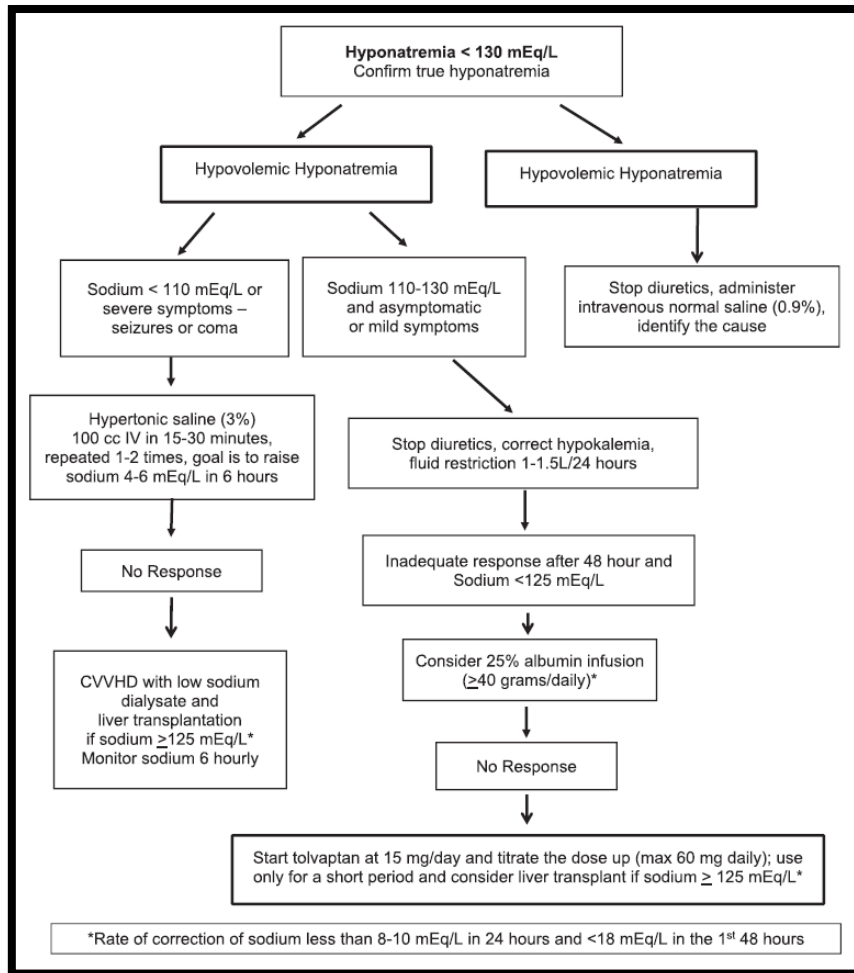 Hyponatremia < 130 mEq/L
Confirm true hyponatremia
Hypovolemic Hyponatremia
Hypovolemic Hyponatremia
Sodium < 110 mEq/L or
severe symptoms –
seizures or coma
Sodium 110-130 mEq/L
and asymptomatic
or mild symptoms
Stop diuretics, administer
intravenous normal saline (0.9%),
identify the cause
Hypertonic saline (3%)
100 cc IV in 15-30 minutes,
repeated 1-2 times, goal is to raise
sodium 4-6 mEq/L in 6 hours
Stop diuretics, correct hypokalemia,
fluid restriction 1-1.5L/24 hours
No Response
Inadequate response after 48 hour and
Sodium <125 mEq/L
CVVHD with low sodium
dialysate and
liver transplantation
if sodium ≥125 mEq/L*
Monitor sodium 6 hourly
Consider 25% albumin infusion
(≥40 grams/daily)*
No Response
Start tolvaptan at 15 mg/day and titrate the dose up (max 60 mg daily); use
only for a short period and consider liver transplant if sodium ≥ 125 mEq/L*
*Rate of correction of sodium less than 8-10 mEq/L in 24 hours and <18 mEq/L in the 1st 48 hours